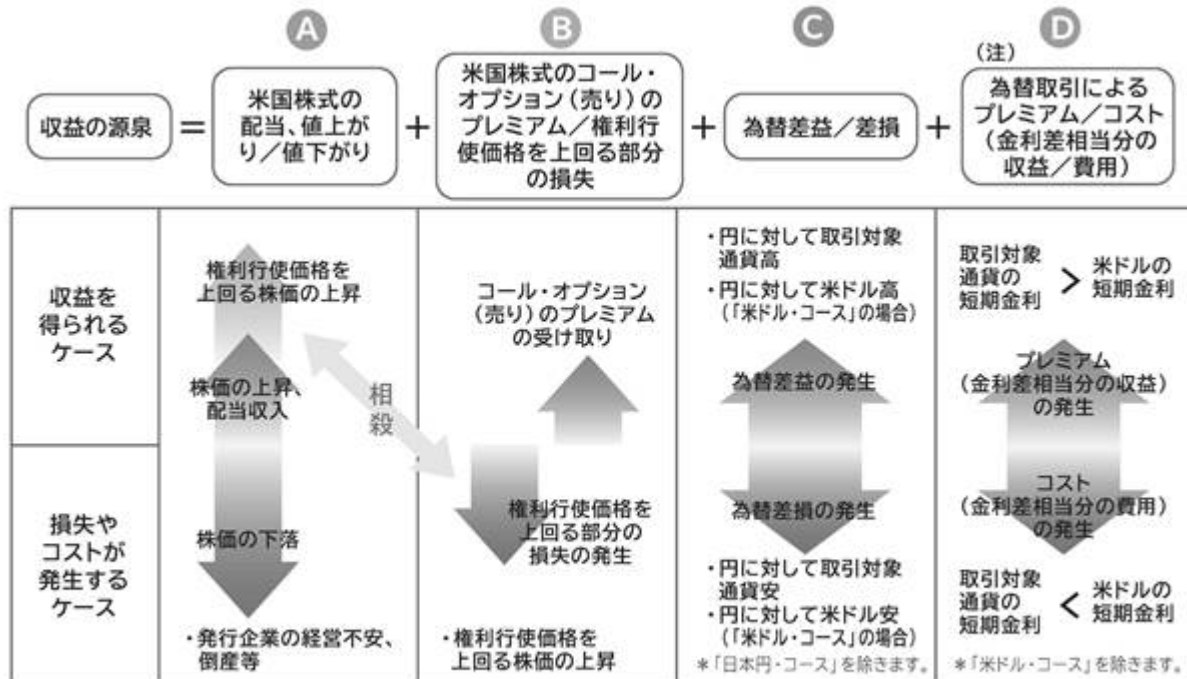 A
B
C
D
(注)
収益の源泉
=
米国株式の
配当、値上が
り／値下がり
+
米国株式のコール・
オプション（売り）の
プレミアム／権利行
使価格を上回る部分
の損失
+
為替差益／差損
+
為替取引による
プレミアム／コスト
（金利差相当分の
収益／費用）
収益を
得られる
ケース
権利行使価格を
上回る株価の上昇
株価の上昇、
配当収入
相殺
コール・オプション
（売り）のプレミアム
の受け取り
・円に対して取引対象
通貨高
・円に対して米ドル高
（「米ドル・コース」の場合）
為替差益の発生
取引対象
通貨の
短期金利
>
米ドルの
短期金利
プレミアム
（金利差相当分の収益）
の発生
損失や
コストが
発生する
ケース
株価の下落
・発行企業の経営不安、
倒産等
権利行使価格を
上回る部分の
損失の発生
・権利行使価格を
上回る株価の上昇
為替差損の発生
・円に対して取引対象
通貨安
・円に対して米ドル安
（「米ドル・コース」の場合）
＊「日本円・コース」を除きます。
コスト
（金利差相当分の費用）
の発生
取引対象
通貨の
短期金利
<
米ドルの
短期金利
＊「米ドル・コース」を除きます。